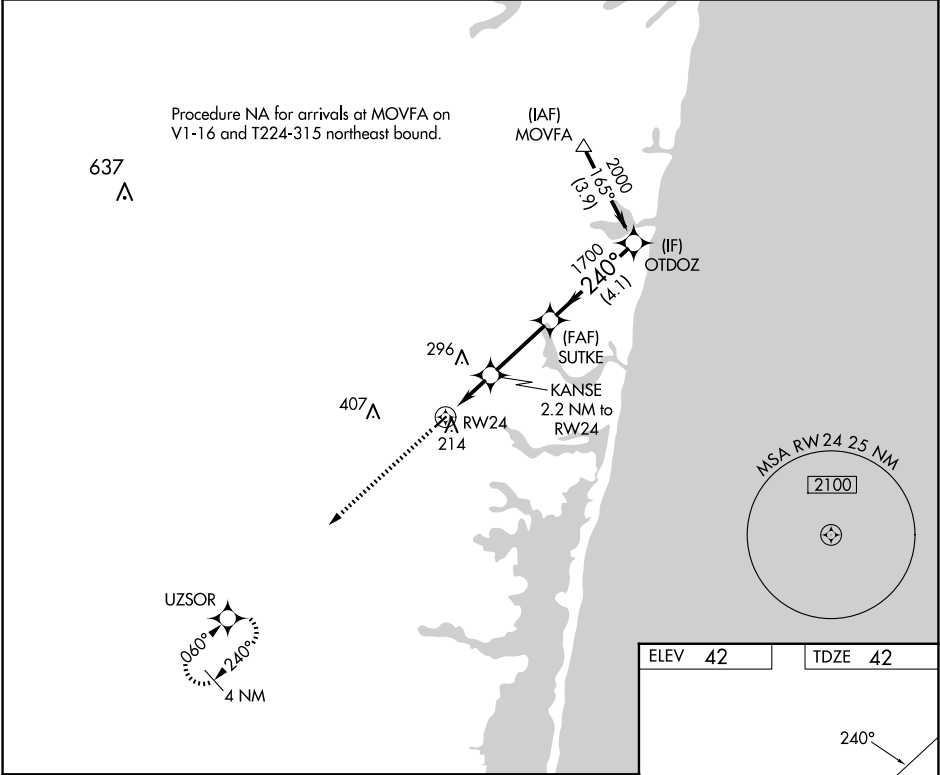 Procedure NA for arrivals at MOVFA on
V1-16 and T224-315 northeast bound.
(IAF)
MOVFA
637
2000
165°
(3.9)
(IF)
OTDOZ
1700
240°
(4.1)
(FAF)
SUTKE
296
KANSE
2.2 NM to
RW24
407
RW24
214
MSA RW24 25 NM
2100
UZSOR
060°
240°
4 NM
ELEV 42
TDZE 42
240°